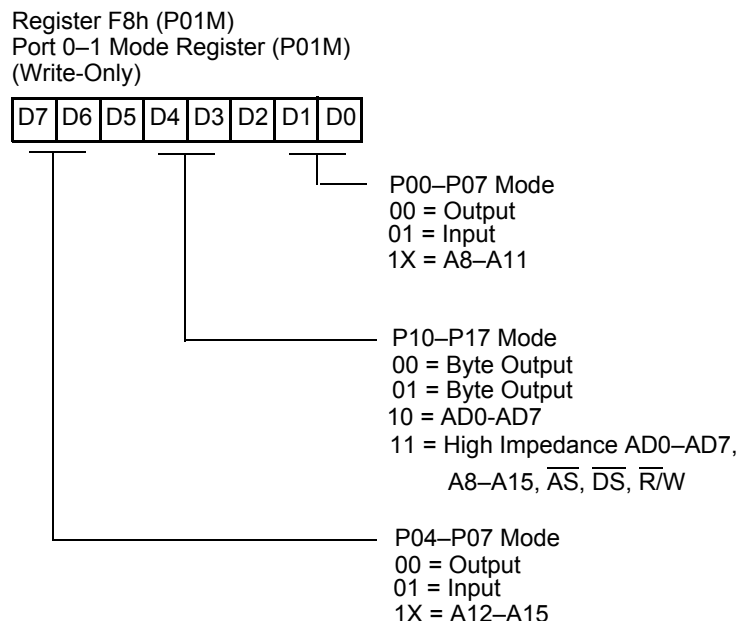 Register F8h (P01M)
Port 0–1 Mode Register (P01M)
(Write-Only)
D7 D6 D5 D4 D3 D2 D1 D0
P00–P07 Mode
00 = Output
01 = Input
1X = A8–A11
P10–P17 Mode
00 = Byte Output
01 = Byte Output
10 = AD0-AD7
11 = High Impedance AD0–AD7,
A8–A15, A̅S̅, D̅S̅, R̅/W
P04–P07 Mode
00 = Output
01 = Input
1X = A12–A15